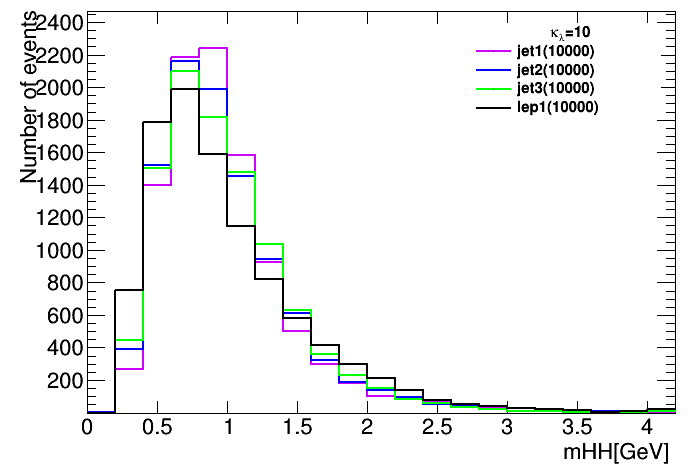 Number of events
2400
2200
2000
1800
1600
1400
1200
1000
800
600
400
200
κλ=10
jet1(10000)
jet2(10000)
jet3(10000)
lep1(10000)
0 0.5 1 1.5 2 2.5 3 3.5 4
mHH[GeV]